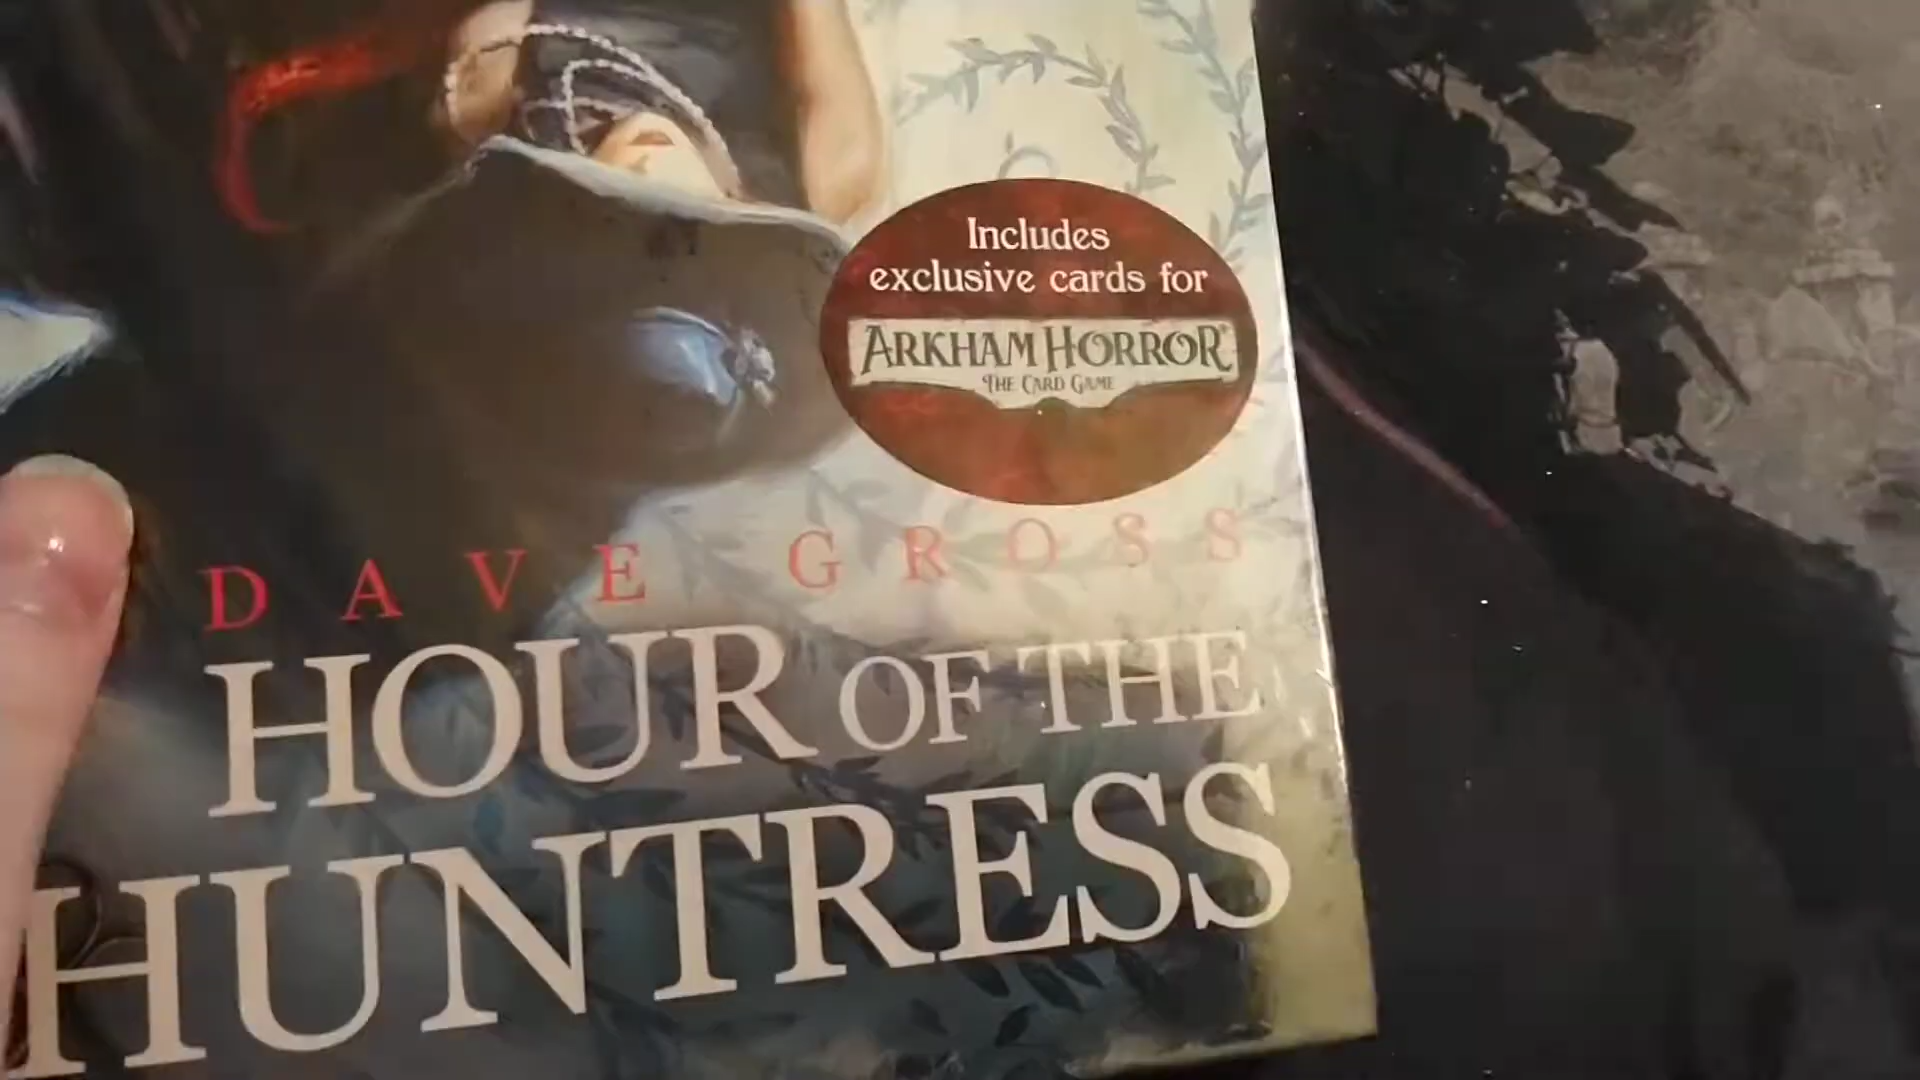 Includes
exclusive cards for
ARKHAM HORROR®
THE CARD GAME
DAVE GROSS
HOUR OF THE
HUNTRESS